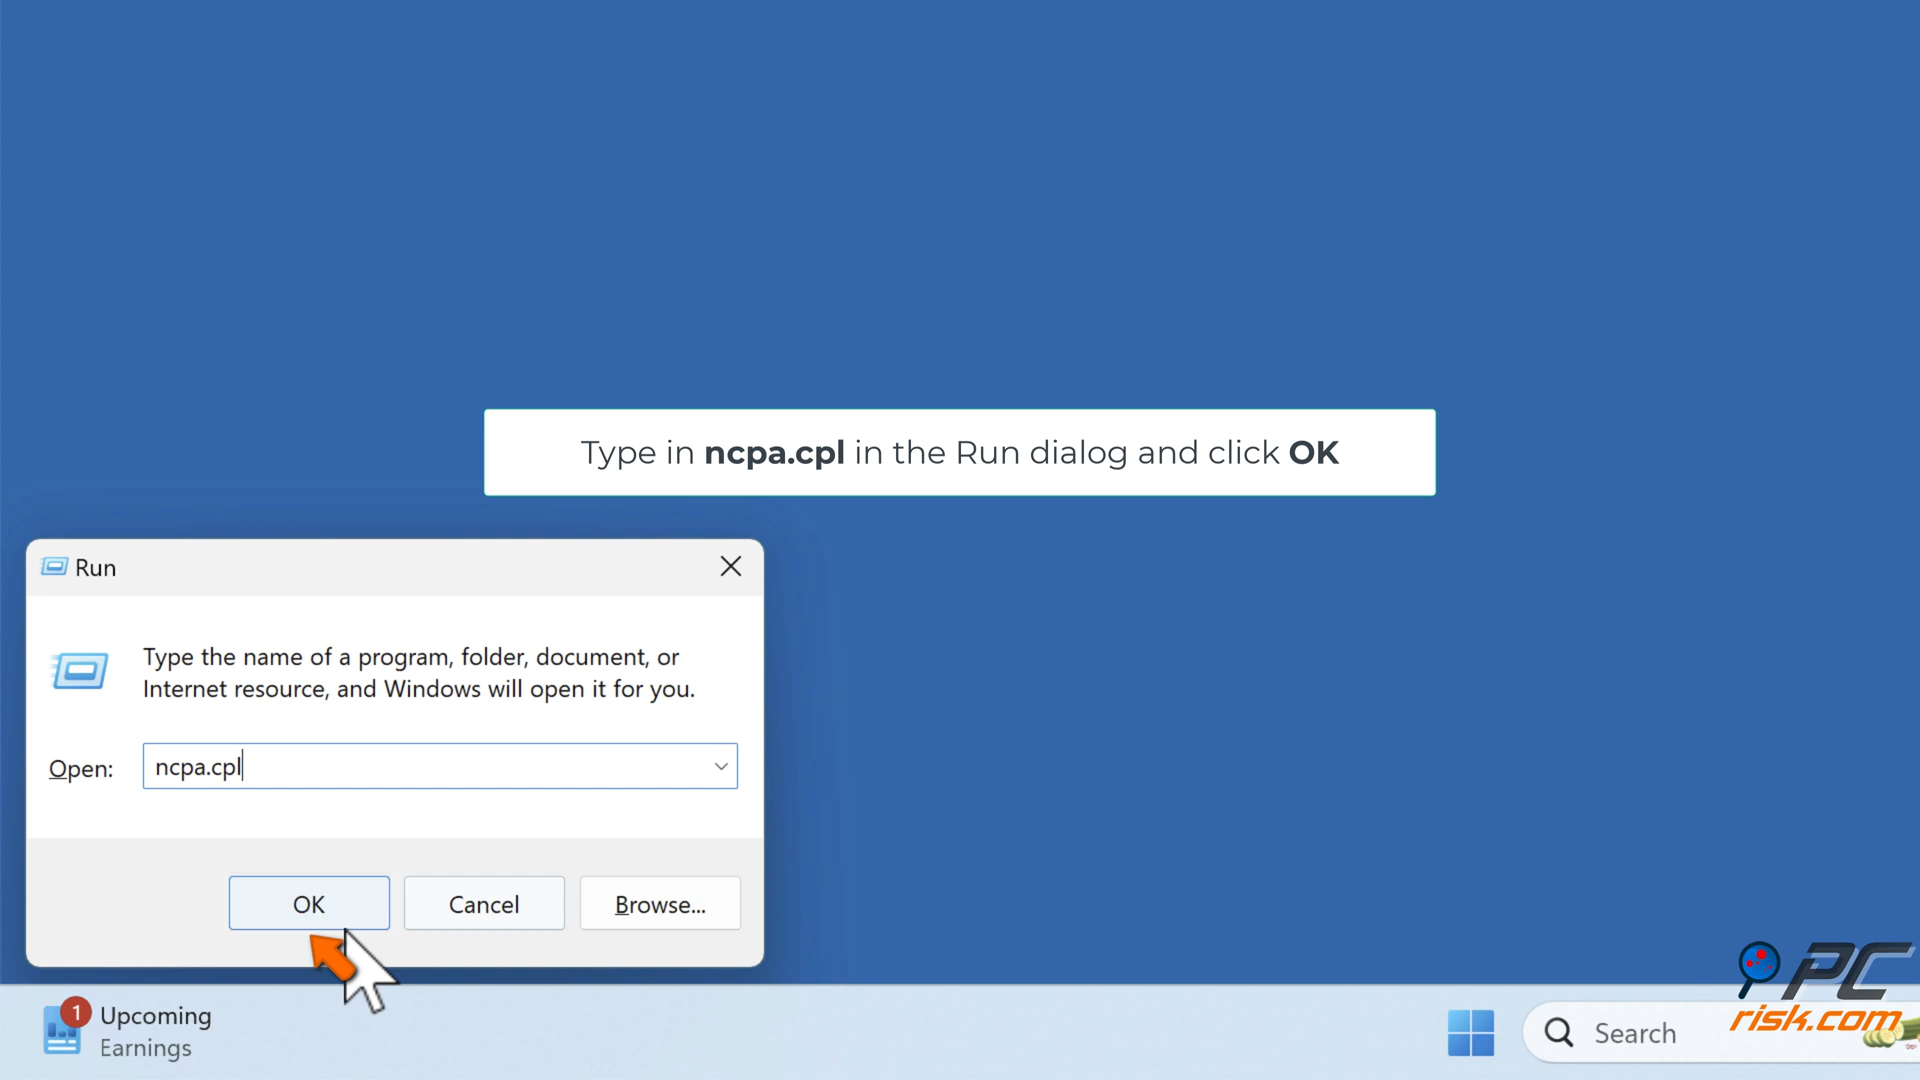 Type in ncpa.cpl in the Run dialog and click OK
Run
Type the name of a program, folder, document, or
Internet resource, and Windows will open it for you.
Open:
ncpa.cpl
OK
Cancel
Browse...
1
Upcoming
Earnings
Search
PC
risk.com